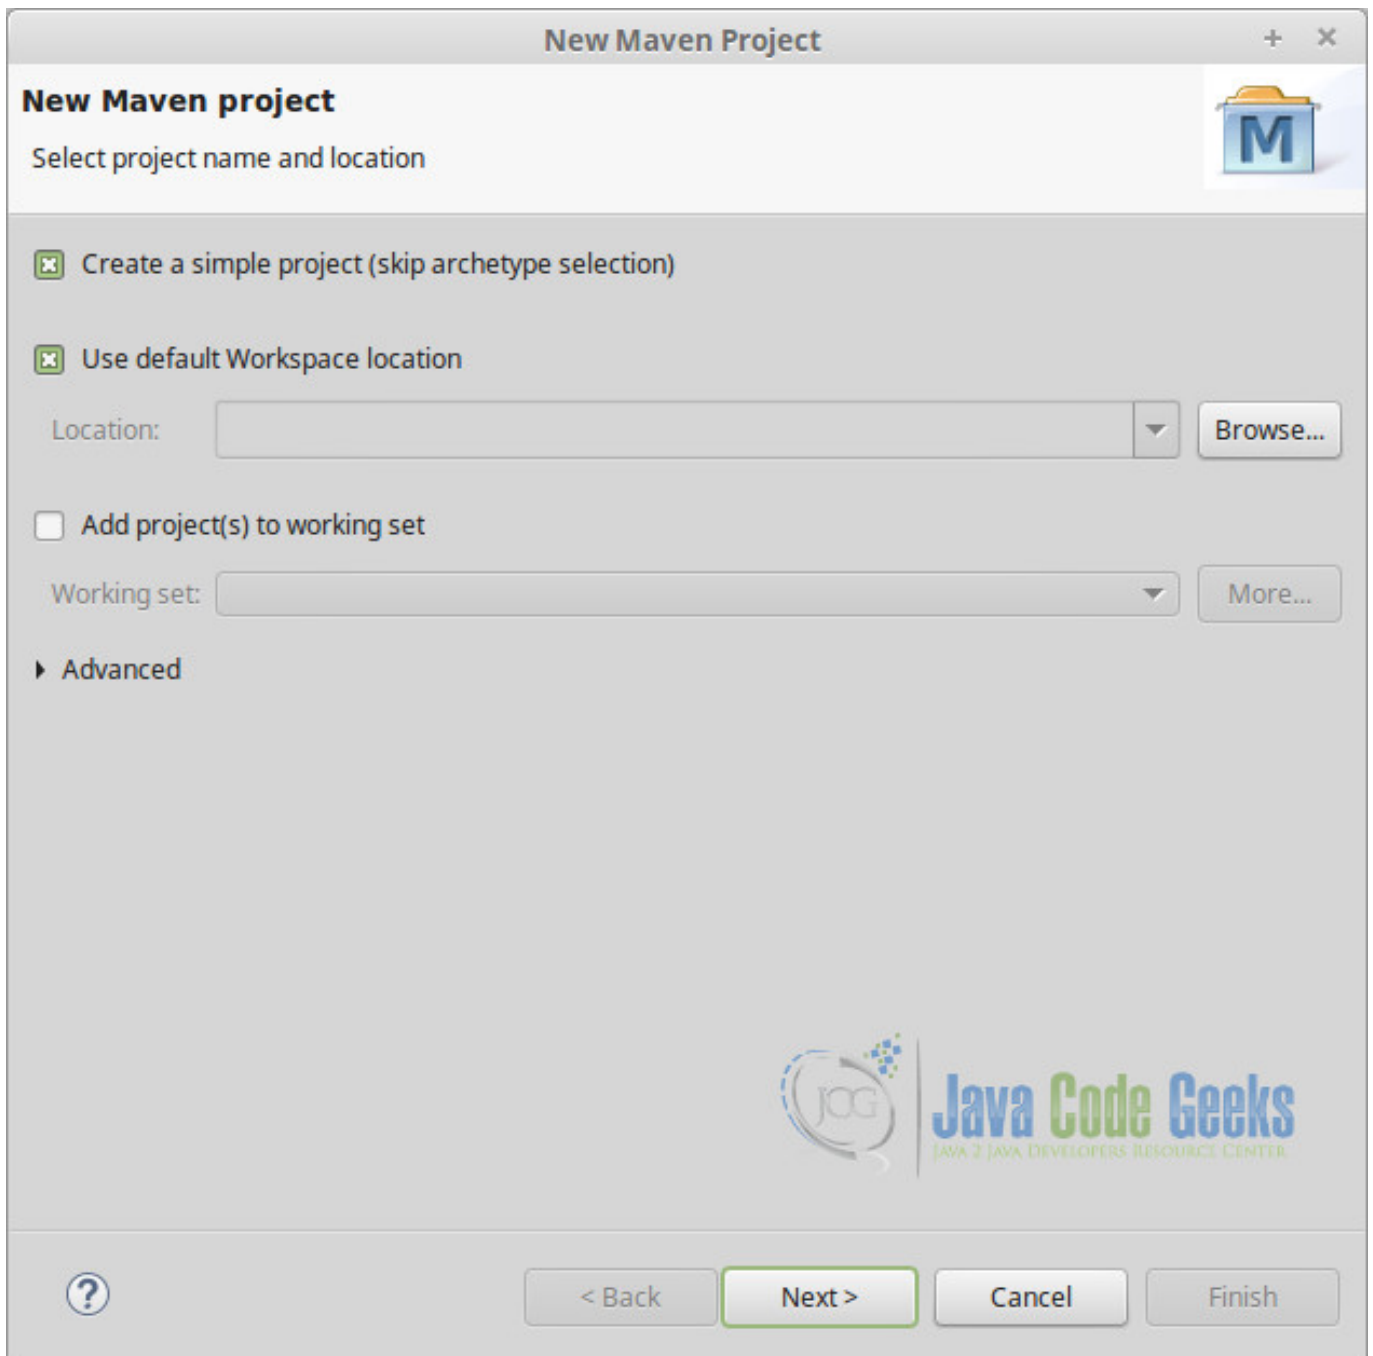 New Maven Project
New Maven project
Select project name and location
M
Create a simple project (skip archetype selection)
Use default Workspace location
Location:
Browse...
Add project(s) to working set
Working set:
More...
Advanced
JCG
Java Code Geeks
JAVA 2 JAVA DEVELOPERS RESOURCE CENTER
?
< Back
Next >
Cancel
Finish